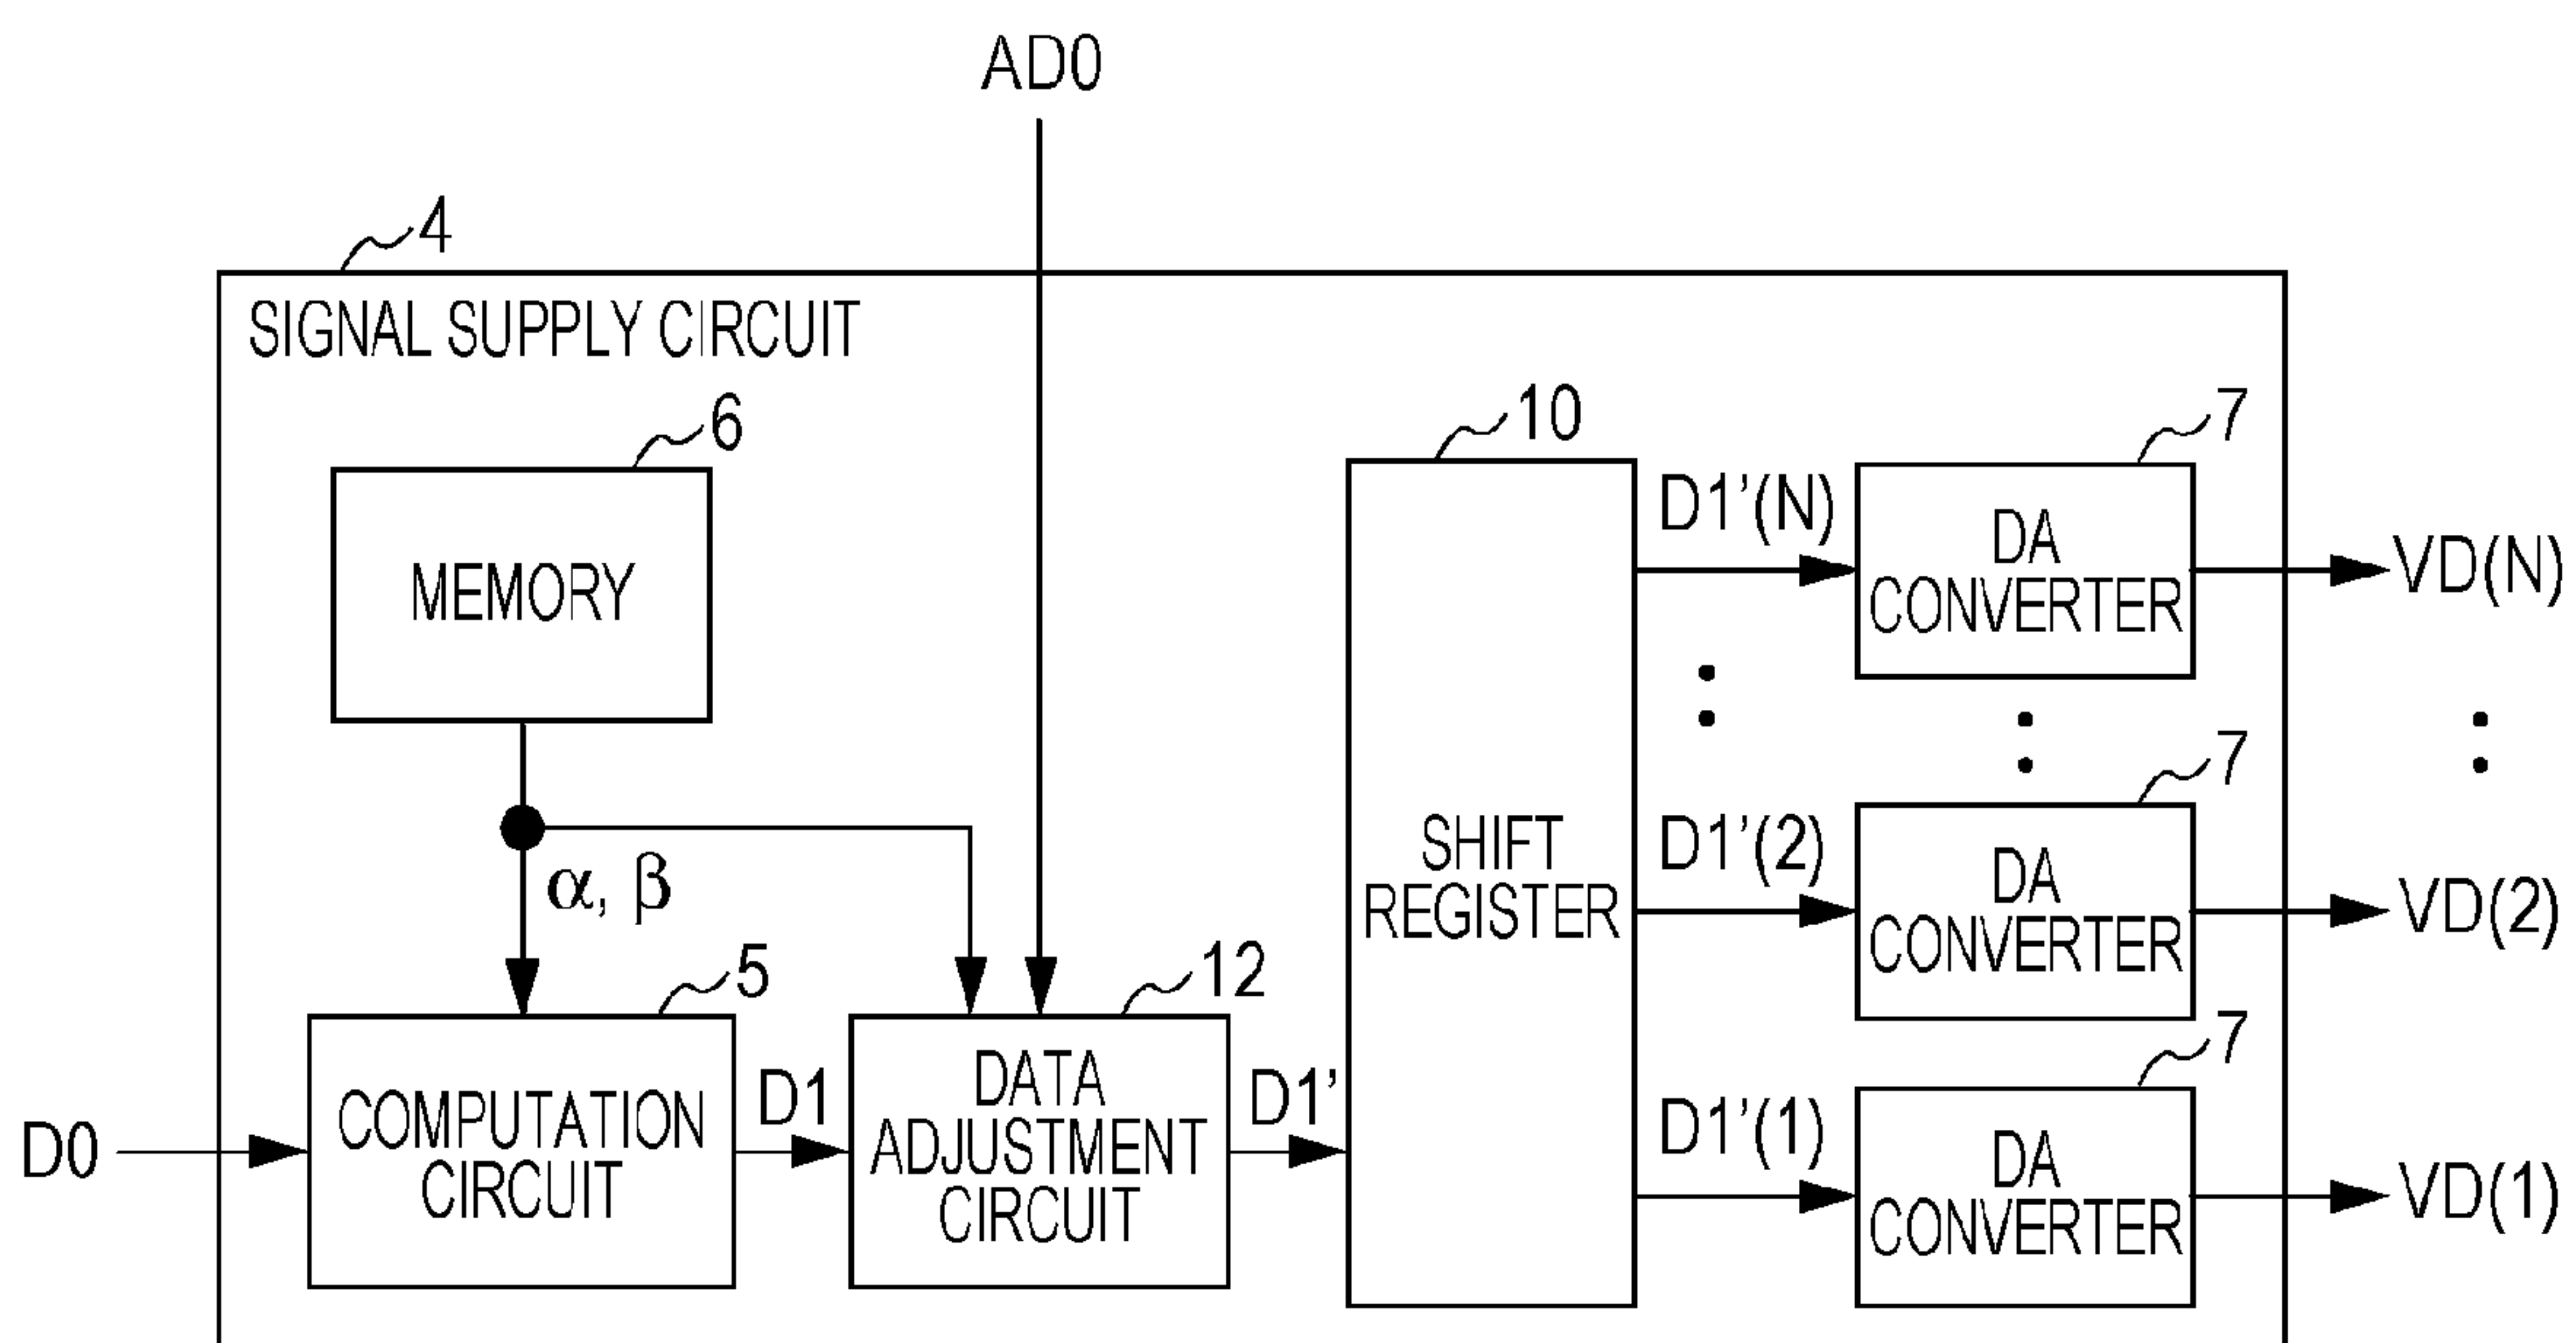 AD0
4
SIGNAL SUPPLY CIRCUIT
6
MEMORY
α, β
10
SHIFT
REGISTER
D1’(N)
7
DA
CONVERTER
VD(N)
D1’(2)
7
DA
CONVERTER
VD(2)
D0
5
COMPUTATION
CIRCUIT
D1
12
DATA
ADJUSTMENT
CIRCUIT
D1’
D1’(1)
7
DA
CONVERTER
VD(1)